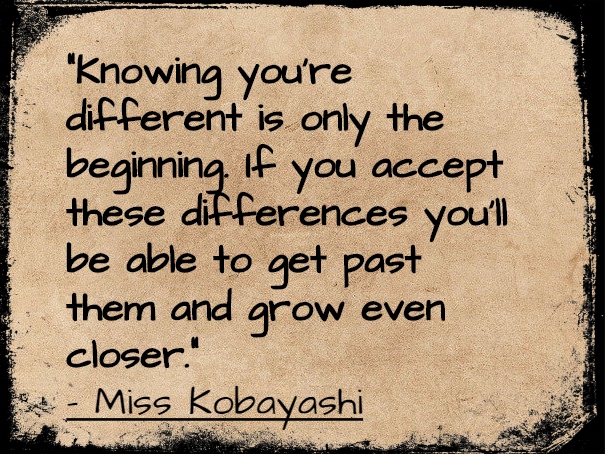 "Knowing you're
different is only the
beginning. If you accept
these differences you'll
be able to get past
them and grow even
closer."
- Miss Kobayashi